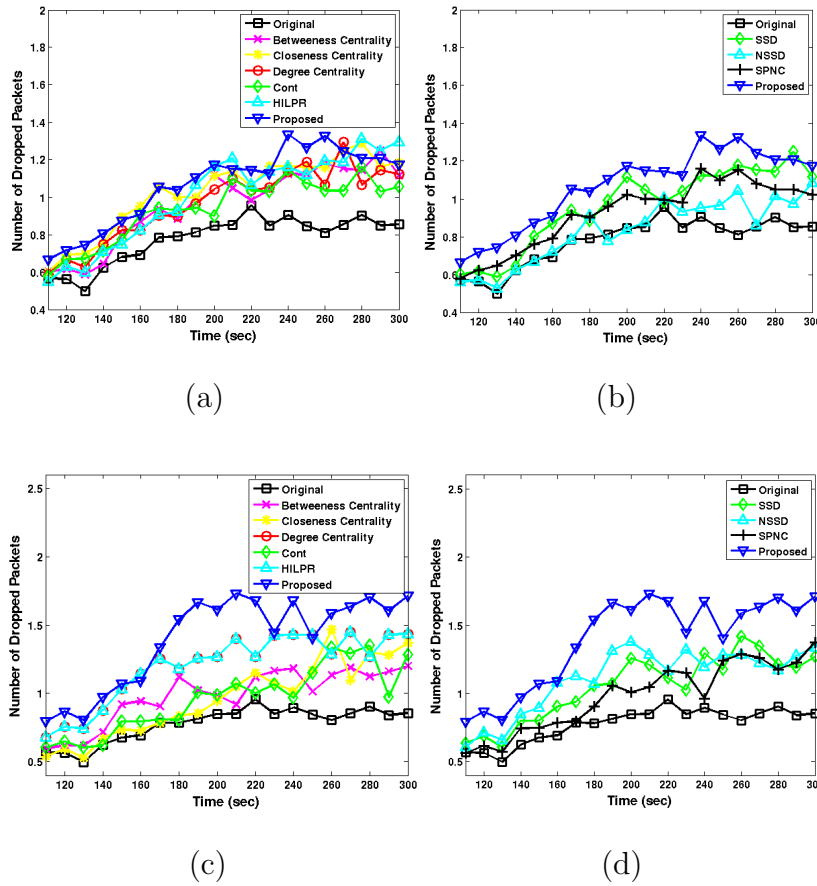 2
1.8
1.6
1.4
1.2
1
0.8
0.6
0.4
Number of Dropped Packets
120 140 160 180 200 220 240 260 280 300
Time (sec)
Original
Betweeness Centrality
Closeness Centrality
Degree Centrality
Cont
HILPR
Proposed
(a)
2
1.8
1.6
1.4
1.2
1
0.8
0.6
0.4
Number of Dropped Packets
120 140 160 180 200 220 240 260 280 300
Time (sec)
Original
SSD
NSSD
SPNC
Proposed
(b)
2.5
2
1.5
1
0.5
Number of Dropped Packets
120 140 160 180 200 220 240 260 280 300
Time (sec)
Original
Betweeness Centrality
Closeness Centrality
Degree Centrality
Cont
HILPR
Proposed
(c)
2.5
2
1.5
1
0.5
Number of Dropped Packets
120 140 160 180 200 220 240 260 280 300
Time (sec)
Original
SSD
NSSD
SPNC
Proposed
(d)